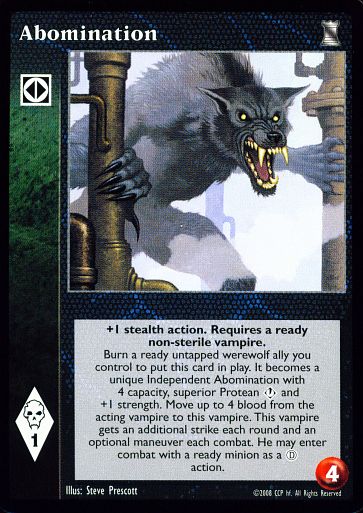 Abomination
+1 stealth action. Requires a ready
non-sterile vampire.
Burn a ready untapped werewolf ally you
control to put this card in play. It becomes a
unique Independent Abomination with
4 capacity, superior Protean and
+1 strength. Move up to 4 blood from the
acting vampire to this vampire. This vampire
gets an additional strike each round and an
optional maneuver each combat. He may enter
combat with a ready minion as a Ⓓ
action.
1
4
Illus: Steve Prescott
©2008 CCP hf. All Rights Reserved